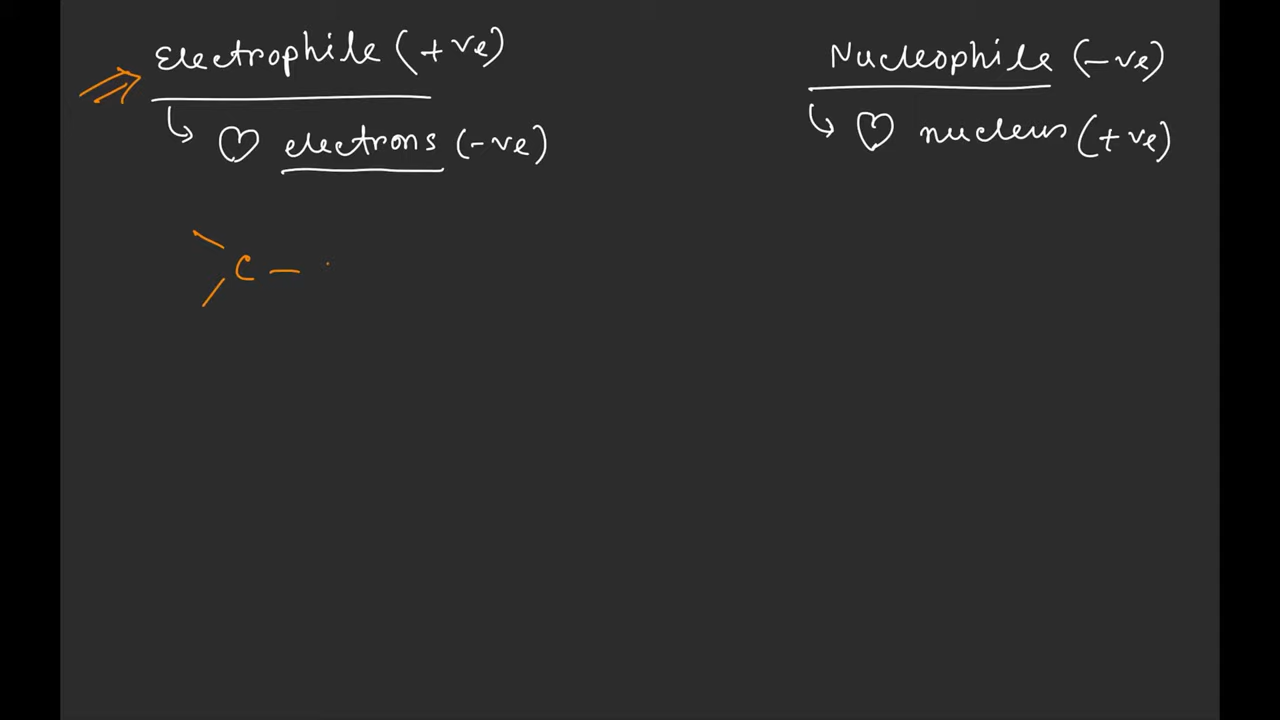 Electrophile (+ve)
♡ electrons (-ve)
Nucleophile (-ve)
♡ nucleus (+ve)
C -